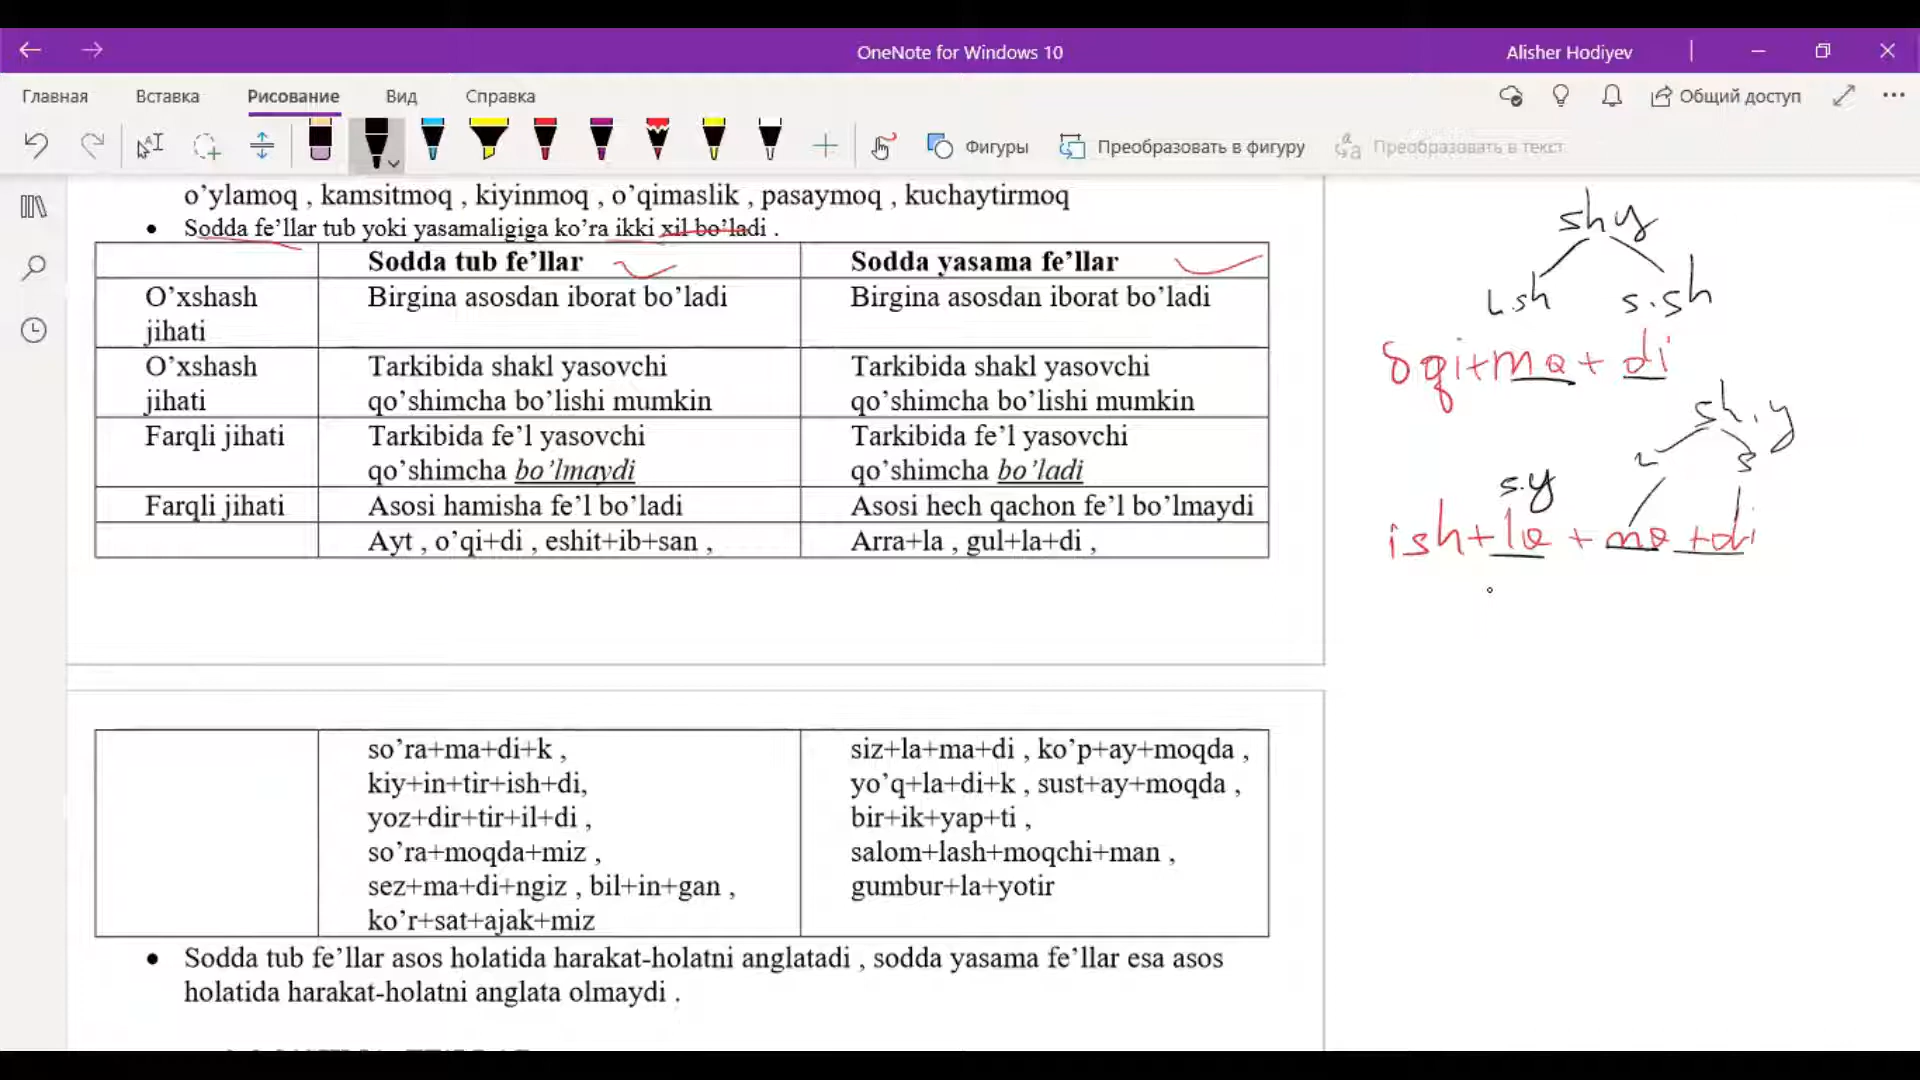 OneNote for Windows 10
Alisher Hodiyev
Главная Вставка Рисование Вид Справка
Общий доступ
Фигуры Преобразовать в фигуру Преобразовать в текст
o’ylamoq , kamsitmoq , kiyinmoq , o’qimaslik , pasaymoq , kuchaytirmoq
• Sodda fe’llar tub yoki yasamaligiga ko’ra ikki xil bo’ladi .
Sodda tub fe’llar Sodda yasama fe’llar
O’xshash jihati Birgina asosdan iborat bo’ladi Birgina asosdan iborat bo’ladi
O’xshash jihati Tarkibida shakl yasovchi qo’shimcha bo’lishi mumkin Tarkibida shakl yasovchi qo’shimcha bo’lishi mumkin
Farqli jihati Tarkibida fe’l yasovchi qo’shimcha bo’lmaydi Tarkibida fe’l yasovchi qo’shimcha bo’ladi
Farqli jihati Asosi hamisha fe’l bo’ladi Asosi hech qachon fe’l bo’lmaydi
Ayt , o’qi+di , eshit+ib+san , Arra+la , gul+la+di ,
so’ra+ma+di+k ,
kiy+in+tir+ish+di,
yoz+dir+tir+il+di ,
so’ra+moqda+miz ,
sez+ma+di+ngiz , bil+in+gan ,
ko’r+sat+ajak+miz
siz+la+ma+di , ko’p+ay+moqda ,
yo’q+la+di+k , sust+ay+moqda ,
bir+ik+yap+ti ,
salom+lash+moqchi+man ,
gumbur+la+yotir
• Sodda tub fe’llar asos holatida harakat-holatni anglatadi , sodda yasama fe’llar esa asos
holatida harakat-holatni anglata olmaydi .
shy
L.sh s.sh
õqi+ma+di
sh.y
L s
s.y
ish+la+ma+di